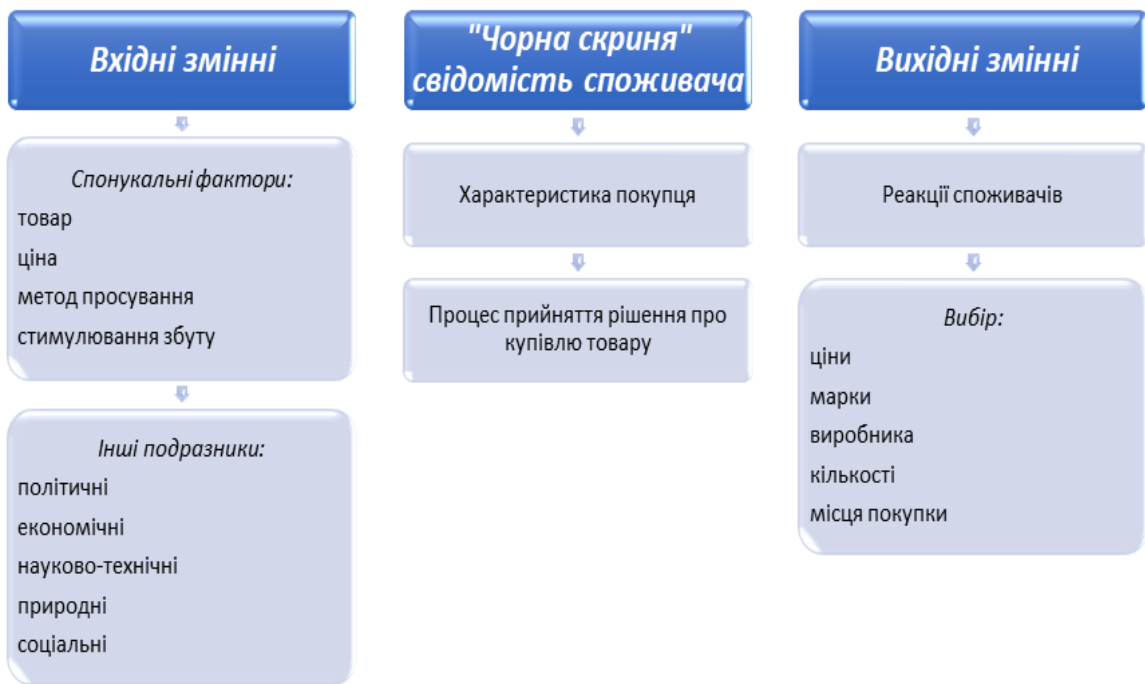 Вхідні змінні
Спонукальні фактори:
товар
ціна
метод просування
стимулювання збуту
Інші подразники:
політичні
економічні
науково-технічні
природні
соціальні
"Чорна скриня"
свідомість споживача
Характеристика покупця
Процес прийняття рішення про
купівлю товару
Вихідні змінні
Реакції споживачів
Вибір:
ціни
марки
виробника
кількості
місця покупки